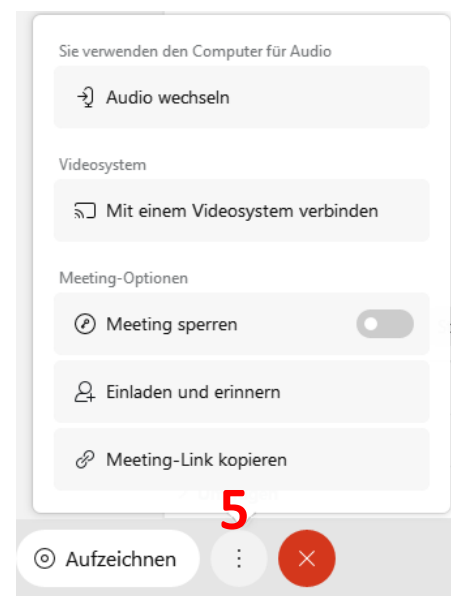 Sie verwenden den Computer für Audio
Audio wechseln
Videosystem
Mit einem Videosystem verbinden
Meeting-Optionen
Meeting sperren
Einladen und erinnern
Meeting-Link kopieren
5
Aufzeichnen